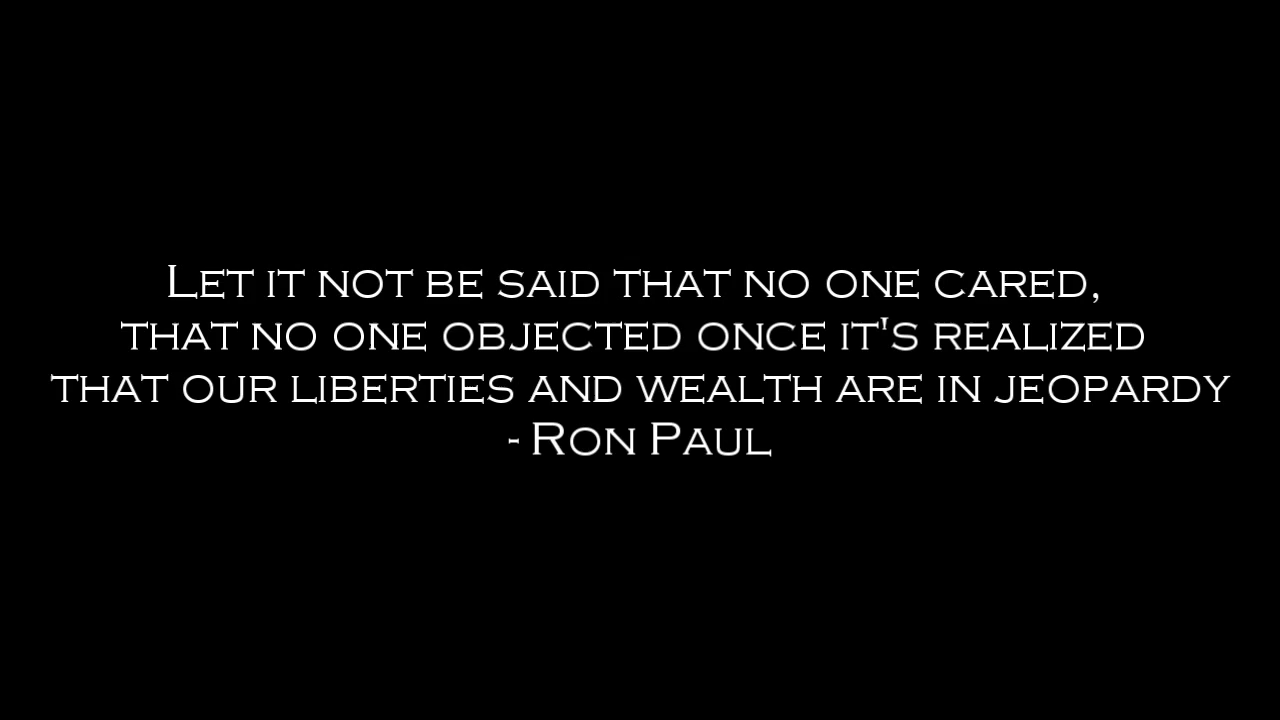 Let it not be said that no one cared,
that no one objected once it's realized
that our liberties and wealth are in jeopardy
- Ron Paul